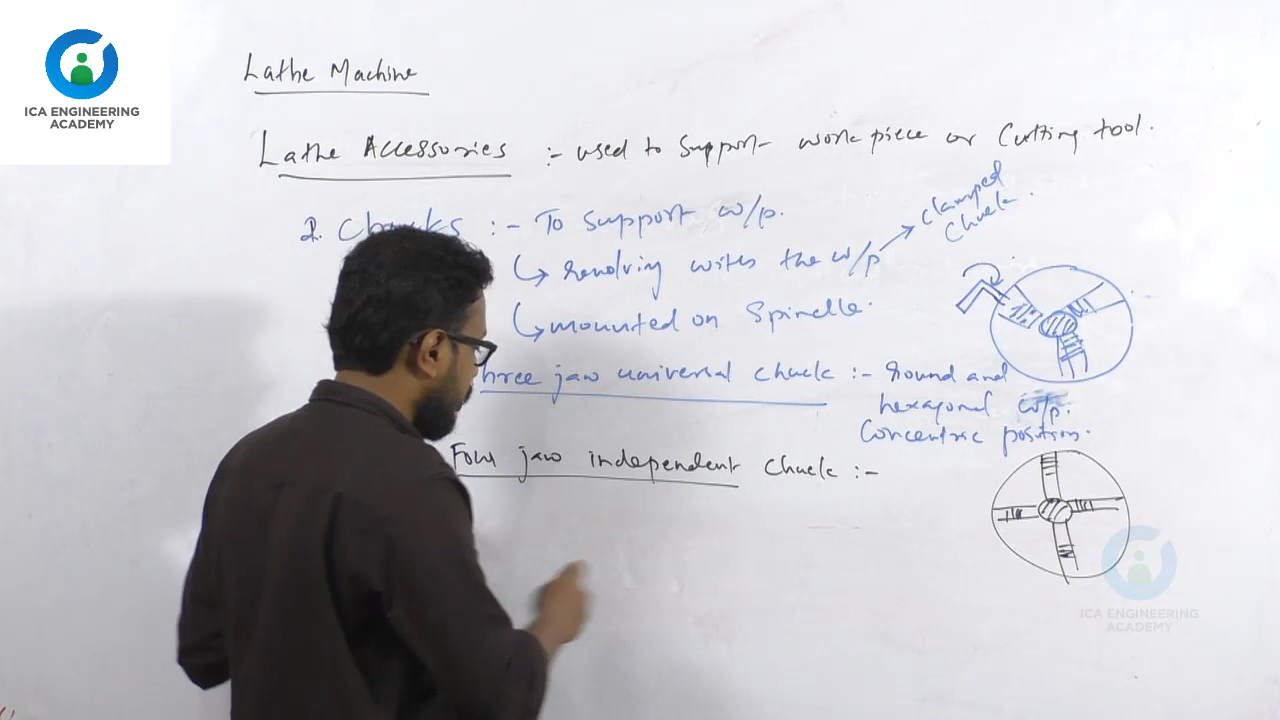 ICA ENGINEERING
ACADEMY
Lathe Machine
Lathe Accessories :- used to support work piece or Cutting tool.
2. Chucks :- To support w/p.
clamped
chuck.
↳ revolving with the w/p
↳ mounted on Spindle.
hree jaw universal chuck :- round and
hexagonal w/p.
Concentric position.
Four jaw independent chuck :-
ICA ENGINEERING
ACADEMY